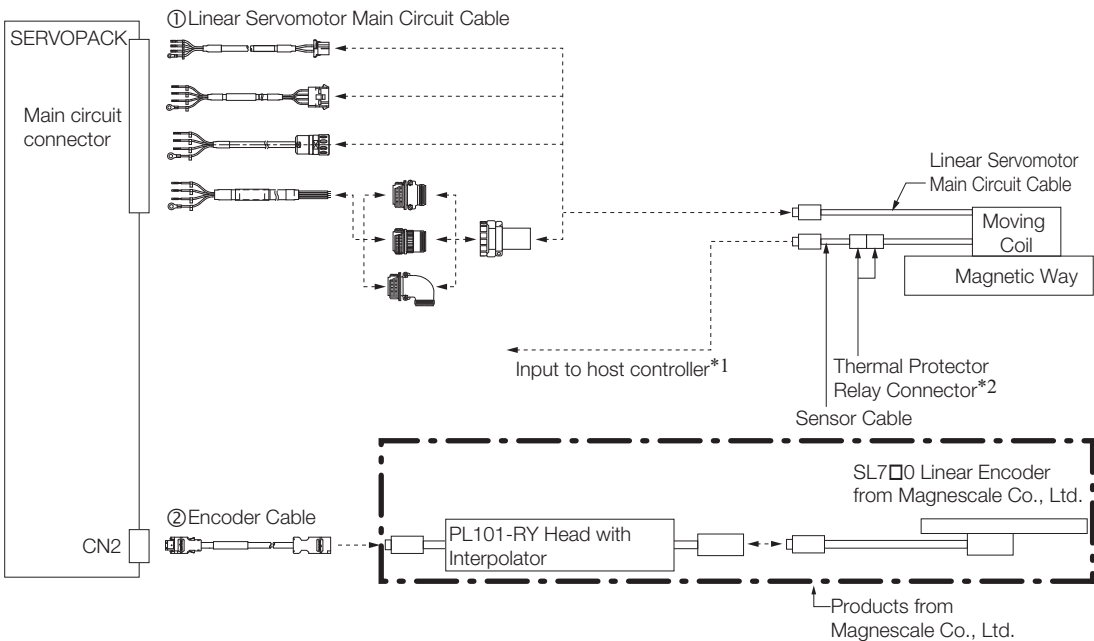 ①Linear Servomotor Main Circuit Cable
SERVOPACK
Main circuit
connector
Linear Servomotor
Main Circuit Cable
Moving
Coil
Magnetic Way
Input to host controller*1
Thermal Protector
Relay Connector*2
Sensor Cable
SL7□0 Linear Encoder
from Magnescale Co., Ltd.
②Encoder Cable
CN2
PL101-RY Head with
Interpolator
Products from
Magnescale Co., Ltd.